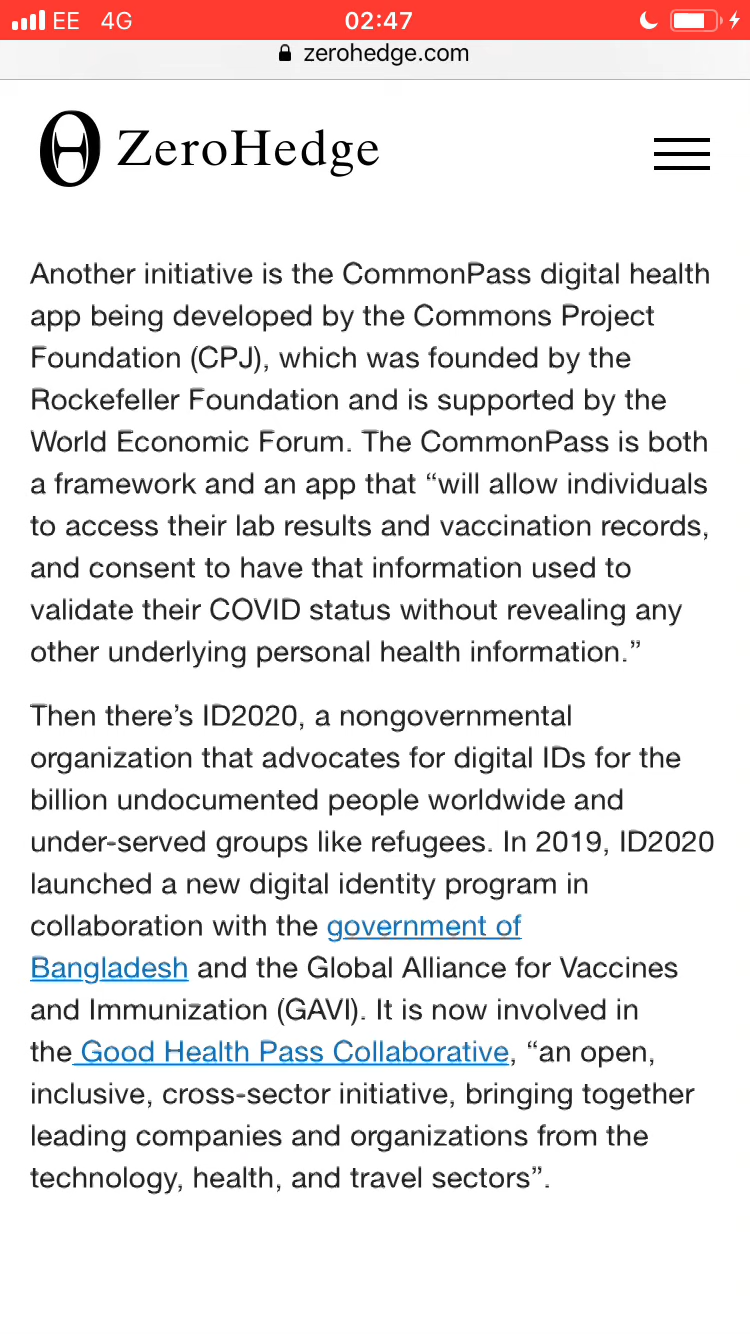 EE 4G 02:47
zerohedge.com
ZeroHedge
Another initiative is the CommonPass digital health
app being developed by the Commons Project
Foundation (CPJ), which was founded by the
Rockefeller Foundation and is supported by the
World Economic Forum. The CommonPass is both
a framework and an app that “will allow individuals
to access their lab results and vaccination records,
and consent to have that information used to
validate their COVID status without revealing any
other underlying personal health information.”
Then there’s ID2020, a nongovernmental
organization that advocates for digital IDs for the
billion undocumented people worldwide and
under-served groups like refugees. In 2019, ID2020
launched a new digital identity program in
collaboration with the government of
Bangladesh and the Global Alliance for Vaccines
and Immunization (GAVI). It is now involved in
the Good Health Pass Collaborative, “an open,
inclusive, cross-sector initiative, bringing together
leading companies and organizations from the
technology, health, and travel sectors”.